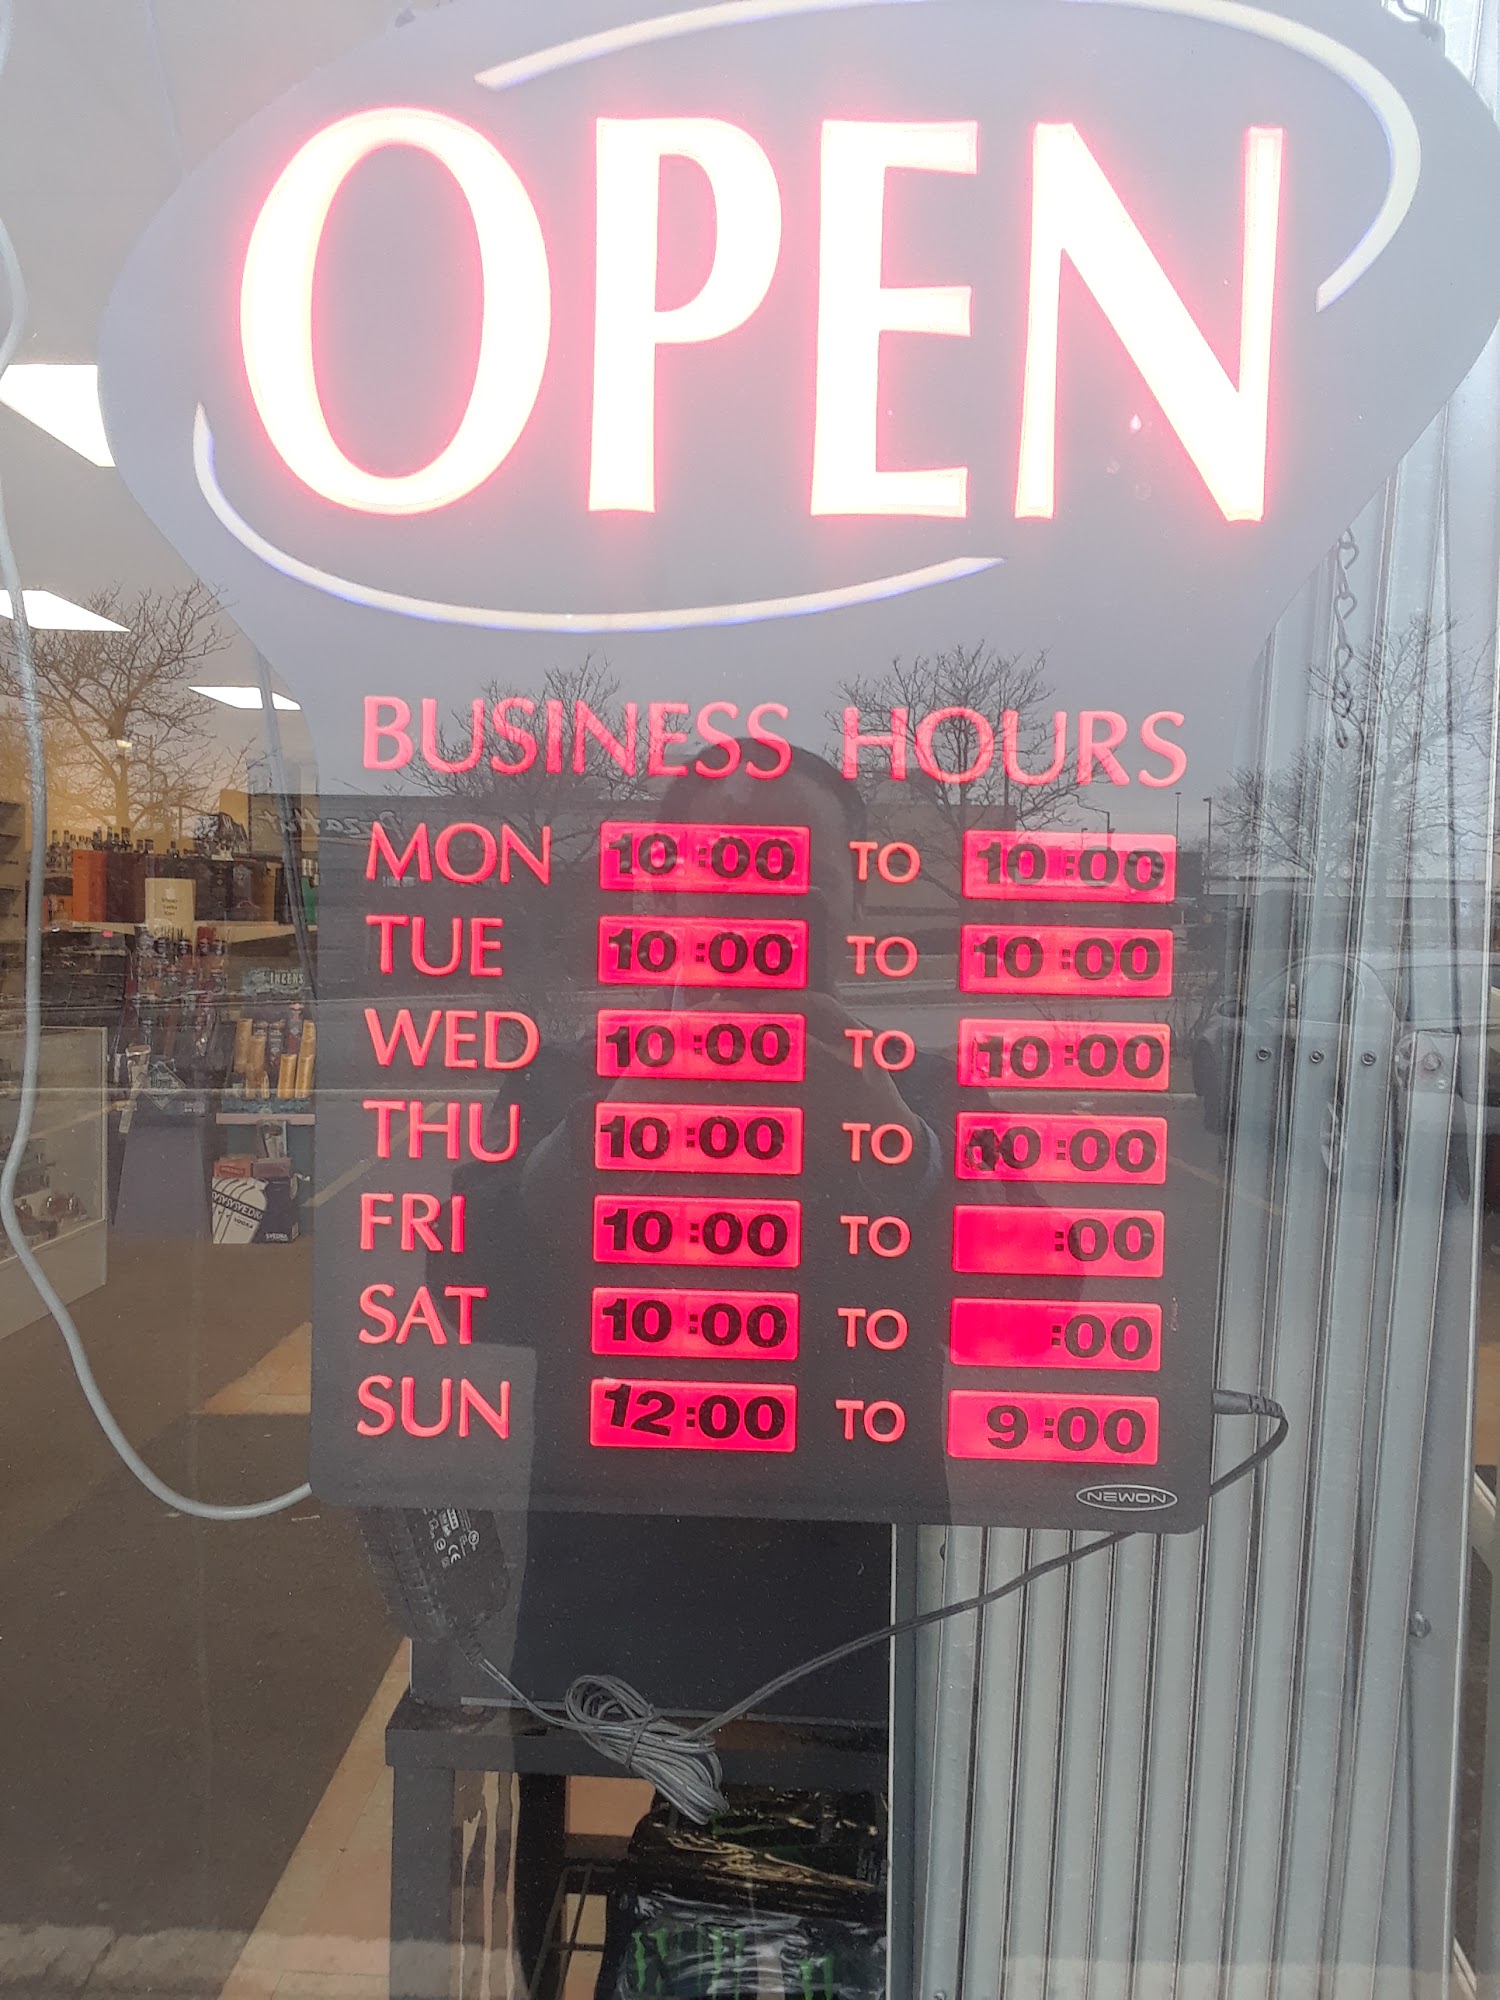 OPEN
BUSINESS HOURS
MON 10:00 TO 10:00
TUE 10:00 TO 10:00
WED 10:00 TO 10:00
THU 10:00 TO 10:00
FRI 10:00 TO :00
SAT 10:00 TO :00
SUN 12:00 TO 9:00
NEWON